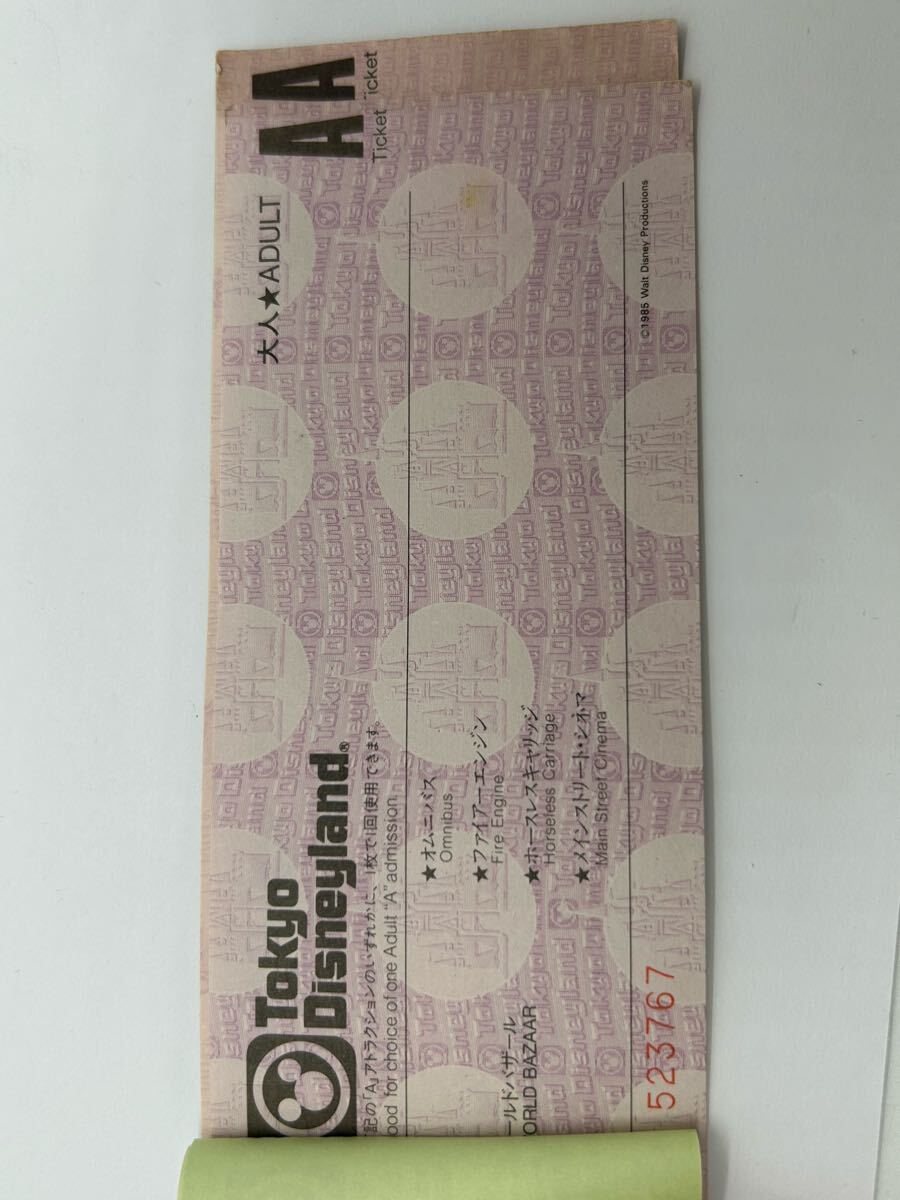 A
Ticket
A
Ticket
大人★ADULT
Tokyo
Disneyland®
記の「A」アトラクションのいずれかに、1枚で1回使用できます。
ood for choice of one Adult "A" admission.
ールドバザール
ORLD BAZAAR
★オムニバス
Omnibus
★ファイアーエンジン
Fire Engine
★ホースレスキャリッジ
Horseless Carriage
★メインストリート・シネマ
Main Street Cinema
523767
©1985 Walt Disney Productions